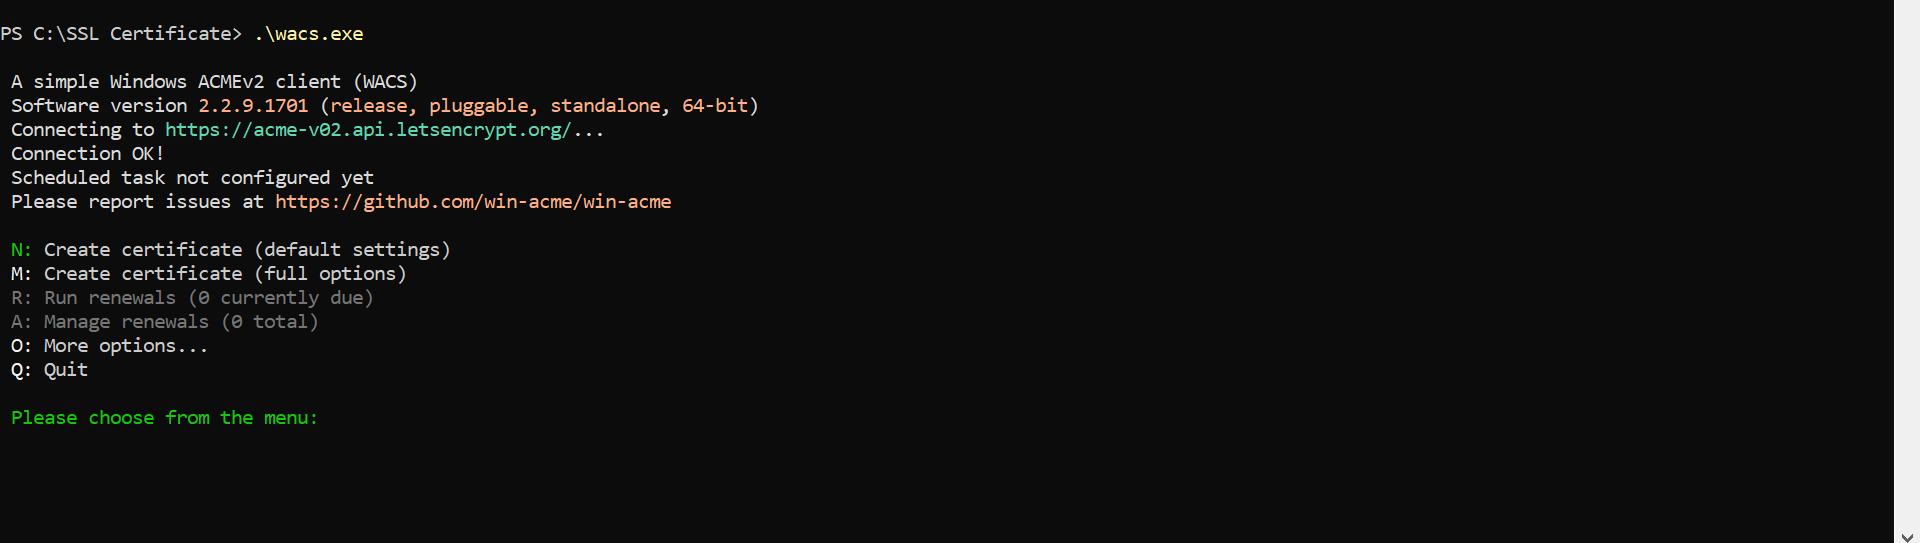 PS C:\SSL Certificate> .\wacs.exe
A simple Windows ACMEv2 client (WACS)
Software version 2.2.9.1701 (release, pluggable, standalone, 64-bit)
Connecting to https://acme-v02.api.letsencrypt.org/...
Connection OK!
Scheduled task not configured yet
Please report issues at https://github.com/win-acme/win-acme
N: Create certificate (default settings)
M: Create certificate (full options)
R: Run renewals (0 currently due)
A: Manage renewals (0 total)
O: More options...
Q: Quit
Please choose from the menu: